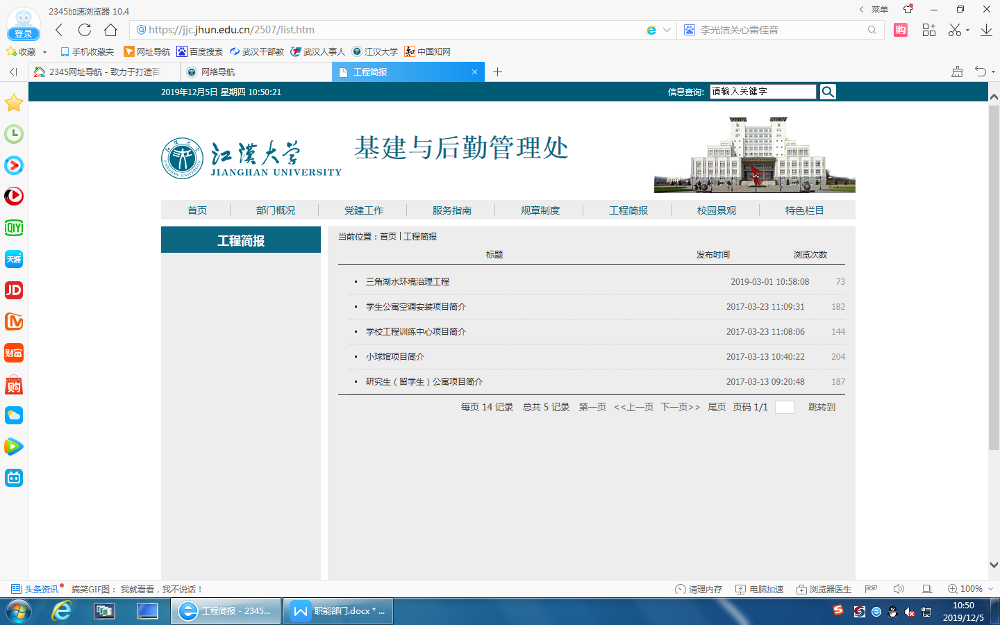 2345加速浏览器 10.4
菜单
登录
https://jjc.jhun.edu.cn/2507/list.htm
李光洁关心雷佳音
购
收藏
手机收藏夹
网址导航
百度搜索
武汉干部教
武汉人事人
江汉大学
中国知网
2345网址导航 - 致力于打造百
网络导航
工程简报
2019年12月5日 星期四 10:50:21
信息查询:
请输入关键字
江漢大学
JIANGHAN UNIVERSITY
基建与后勤管理处
首页
部门概况
党建工作
服务指南
规章制度
工程简报
校园景观
特色栏目
工程简报
当前位置：首页 | 工程简报
标题 发布时间 浏览次数
三角湖水环境治理工程 2019-03-01 10:58:08 73
学生公寓空调安装项目简介 2017-03-23 11:09:31 182
学校工程训练中心项目简介 2017-03-23 11:08:06 144
小球馆项目简介 2017-03-13 10:40:22 204
研究生（留学生）公寓项目简介 2017-03-13 09:20:48 187
每页 14 记录 总共 5 记录 第一页 <<上一页 下一页>> 尾页 页码 1/1 跳转到
iQIY
天涯
JD
财富
购
头条资讯
搞笑GIF图： 我就看看，我不说话！
清理内存
电脑加速
浏览器医生
100%
工程简报 - 2345...
职能部门.docx * ...
10:50
2019/12/5